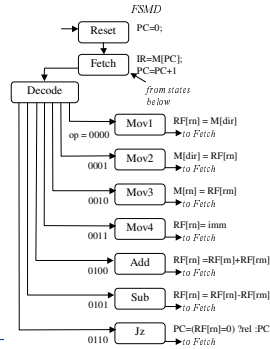 FSMD
Reset PC=0;
Fetch IR=M[PC];
PC=PC+1
Decode from states
below
op = 0000 Mov1 RF[rn] = M[dir]
to Fetch
0001 Mov2 M[dir] = RF[rn]
to Fetch
0010 Mov3 M[rn] = RF[rm]
to Fetch
0011 Mov4 RF[rn]= imm
to Fetch
0100 Add RF[rn] =RF[rn]+RF[rm]
to Fetch
0101 Sub RF[rn] = RF[rn]-RF[rm]
to Fetch
0110 Jz PC=(RF[rn]=0) ?rel :PC
to Fetch